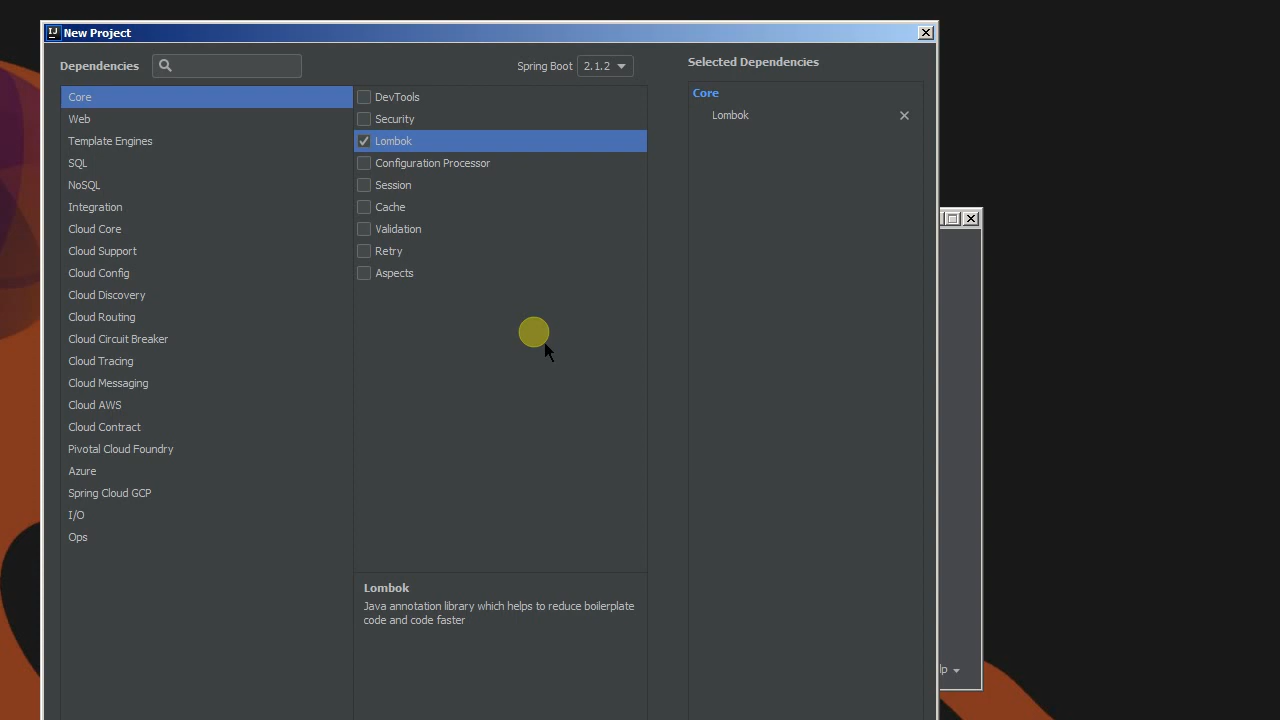 New Project
Dependencies
Spring Boot 2.1.2
Selected Dependencies
Core
Web
Template Engines
SQL
NoSQL
Integration
Cloud Core
Cloud Support
Cloud Config
Cloud Discovery
Cloud Routing
Cloud Circuit Breaker
Cloud Tracing
Cloud Messaging
Cloud AWS
Cloud Contract
Pivotal Cloud Foundry
Azure
Spring Cloud GCP
I/O
Ops
DevTools
Security
Lombok
Configuration Processor
Session
Cache
Validation
Retry
Aspects
Lombok
Java annotation library which helps to reduce boilerplate
code and code faster
Core
Lombok
lp